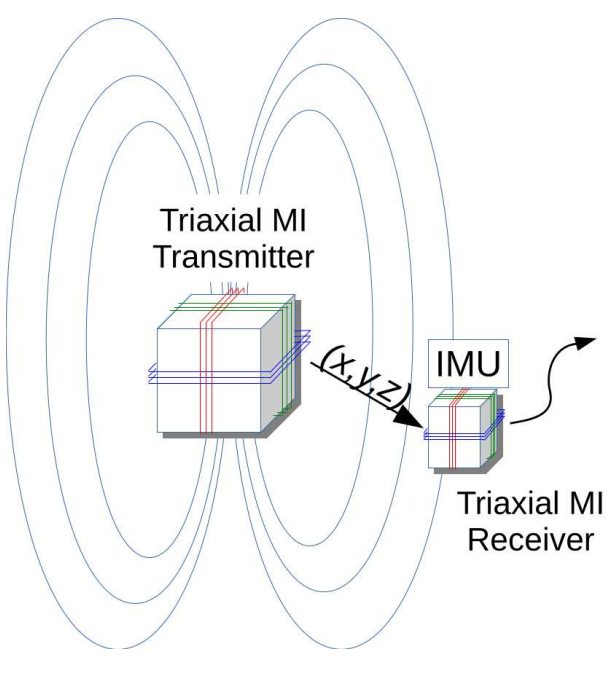 Triaxial MI
Transmitter
(x,y,z)
IMU
Triaxial MI
Receiver